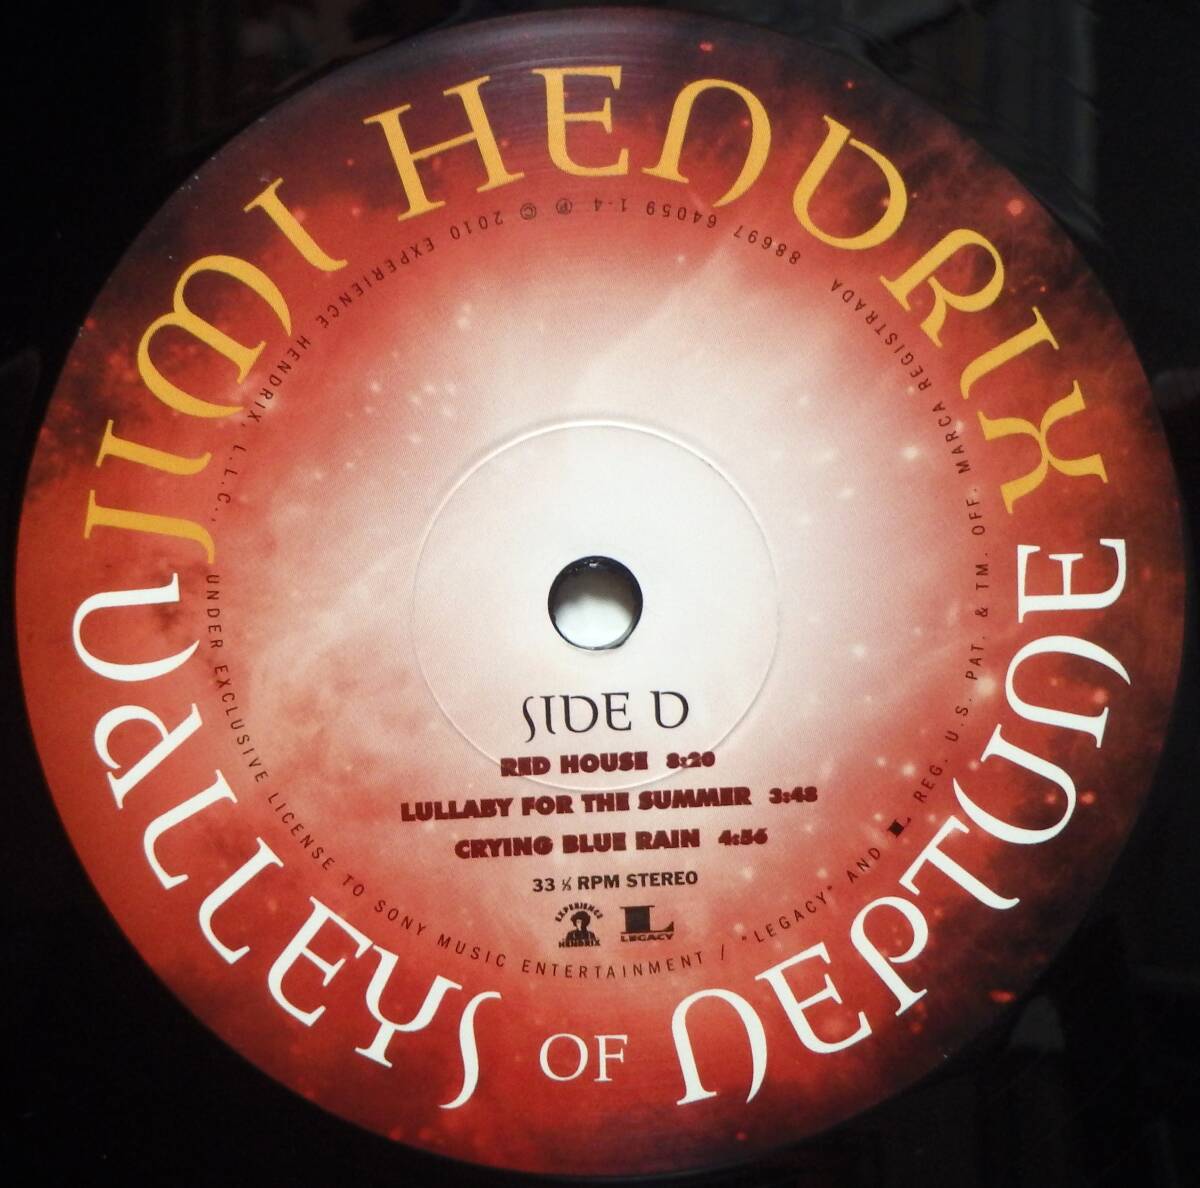 JIMI HENDRIX
VALLEYS OF NEPTUNE
SIDE D
RED HOUSE 8:20
LULLABY FOR THE SUMMER 3:48
CRYING BLUE RAIN 4:56
33 ⅓ RPM STEREO
EXPERIENCE
HENDRIX
L
LEGACY
88697 64059 1-4 ℗ © 2010 EXPERIENCE HENDRIX, L.L.C., UNDER EXCLUSIVE LICENSE TO SONY MUSIC ENTERTAINMENT / "LEGACY" AND L REG. U.S. PAT. & TM. OFF. MARCA REGISTRADA